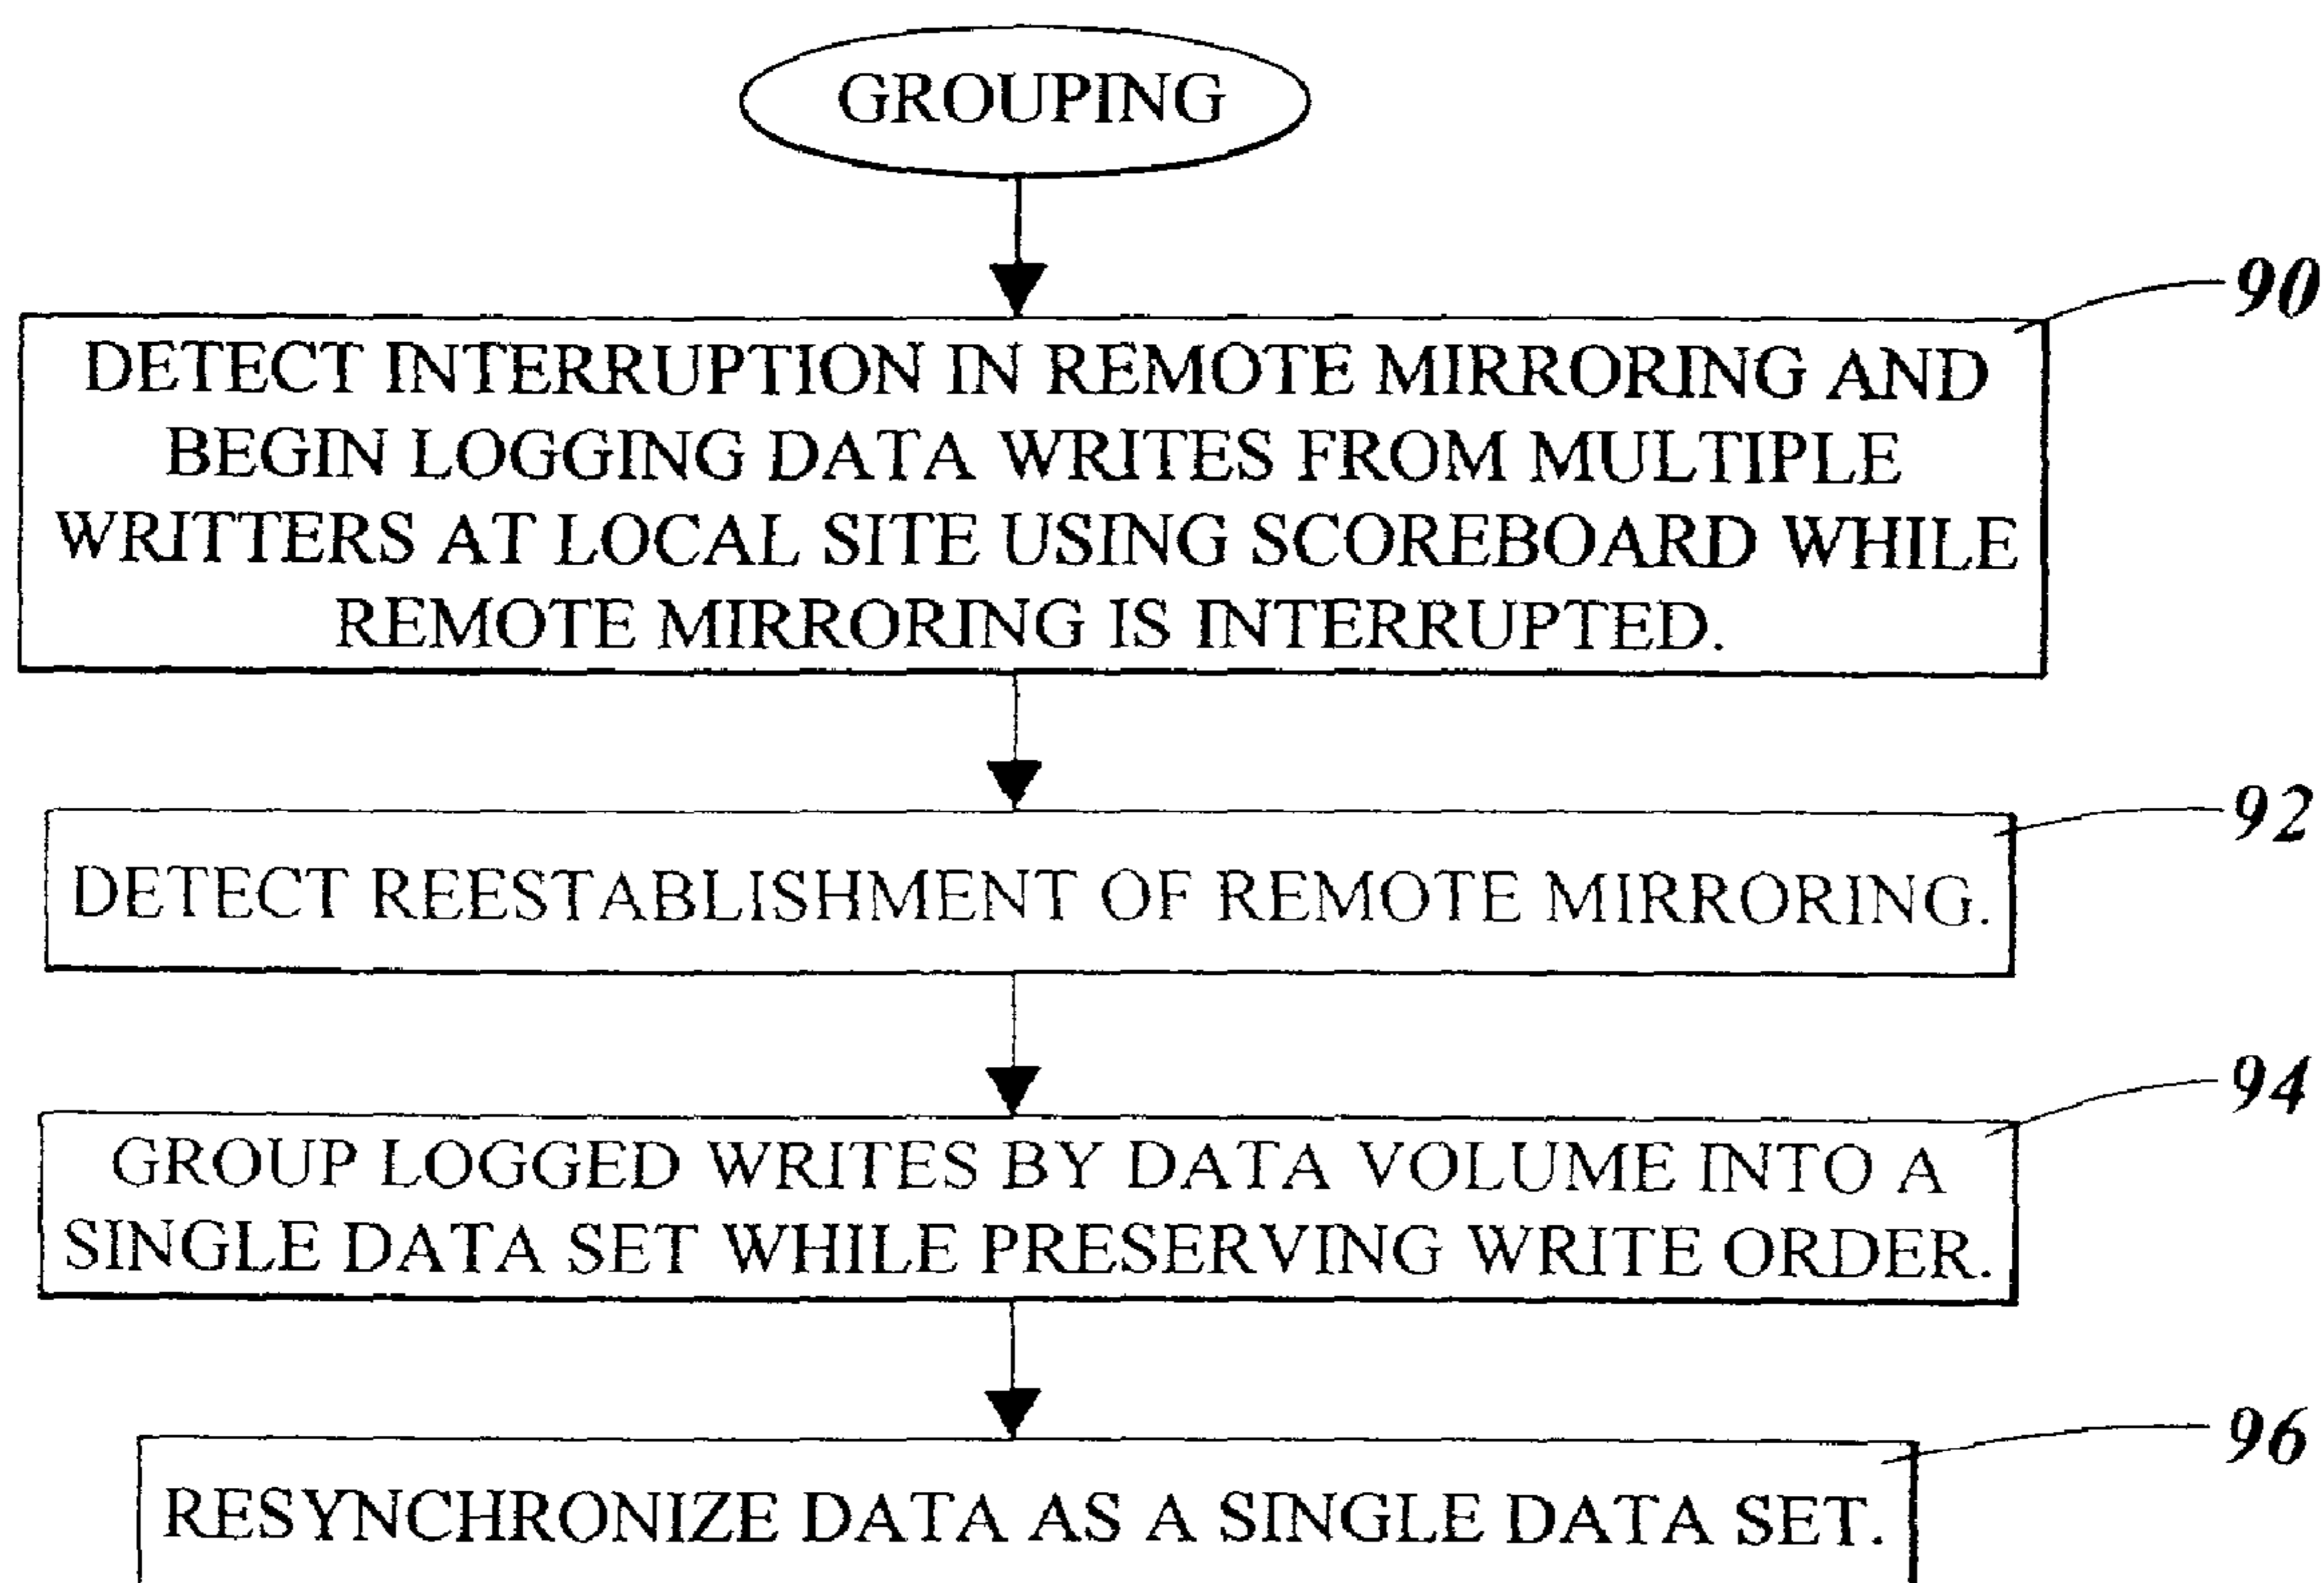 GROUPING
90
DETECT INTERRUPTION IN REMOTE MIRRORING AND
BEGIN LOGGING DATA WRITES FROM MULTIPLE
WRITTERS AT LOCAL SITE USING SCOREBOARD WHILE
REMOTE MIRRORING IS INTERRUPTED.
92
DETECT REESTABLISHMENT OF REMOTE MIRRORING.
94
GROUP LOGGED WRITES BY DATA VOLUME INTO A
SINGLE DATA SET WHILE PRESERVING WRITE ORDER.
96
RESYNCHRONIZE DATA AS A SINGLE DATA SET.